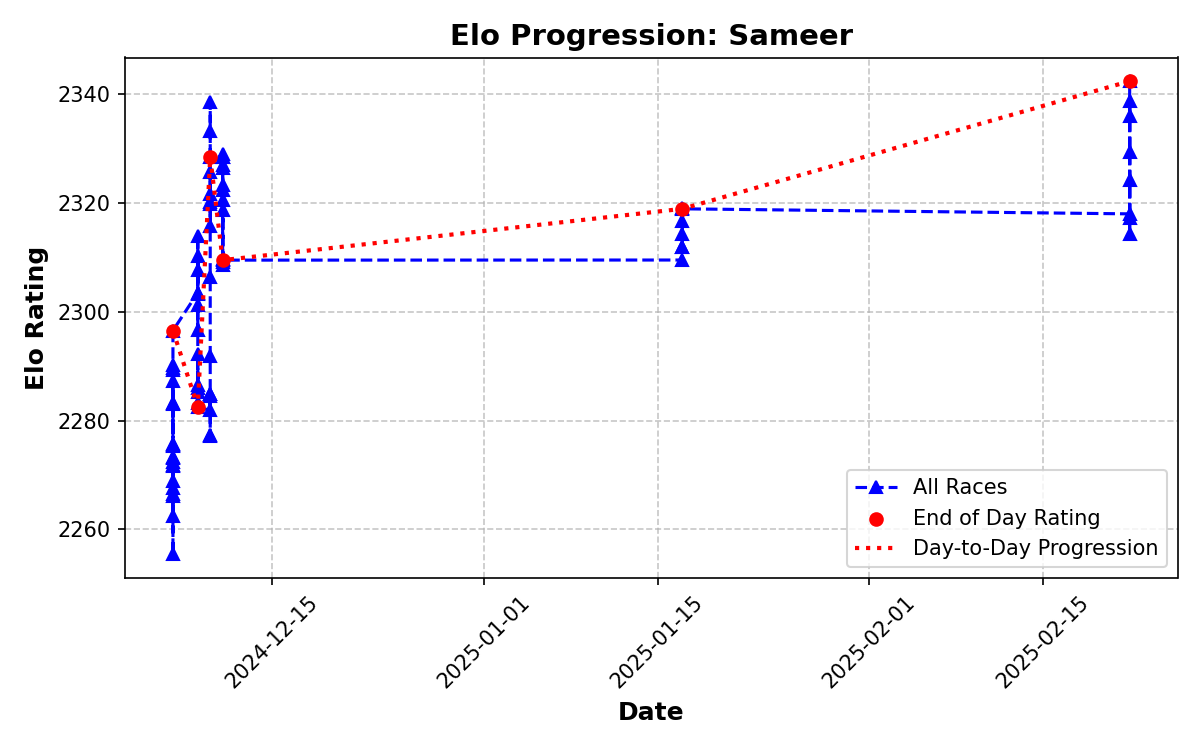 Elo Progression: Sameer
Elo Rating
2340
2320
2300
2280
2260
All Races
End of Day Rating
Day-to-Day Progression
2024-12-15
2025-01-01
2025-01-15
2025-02-01
2025-02-15
Date